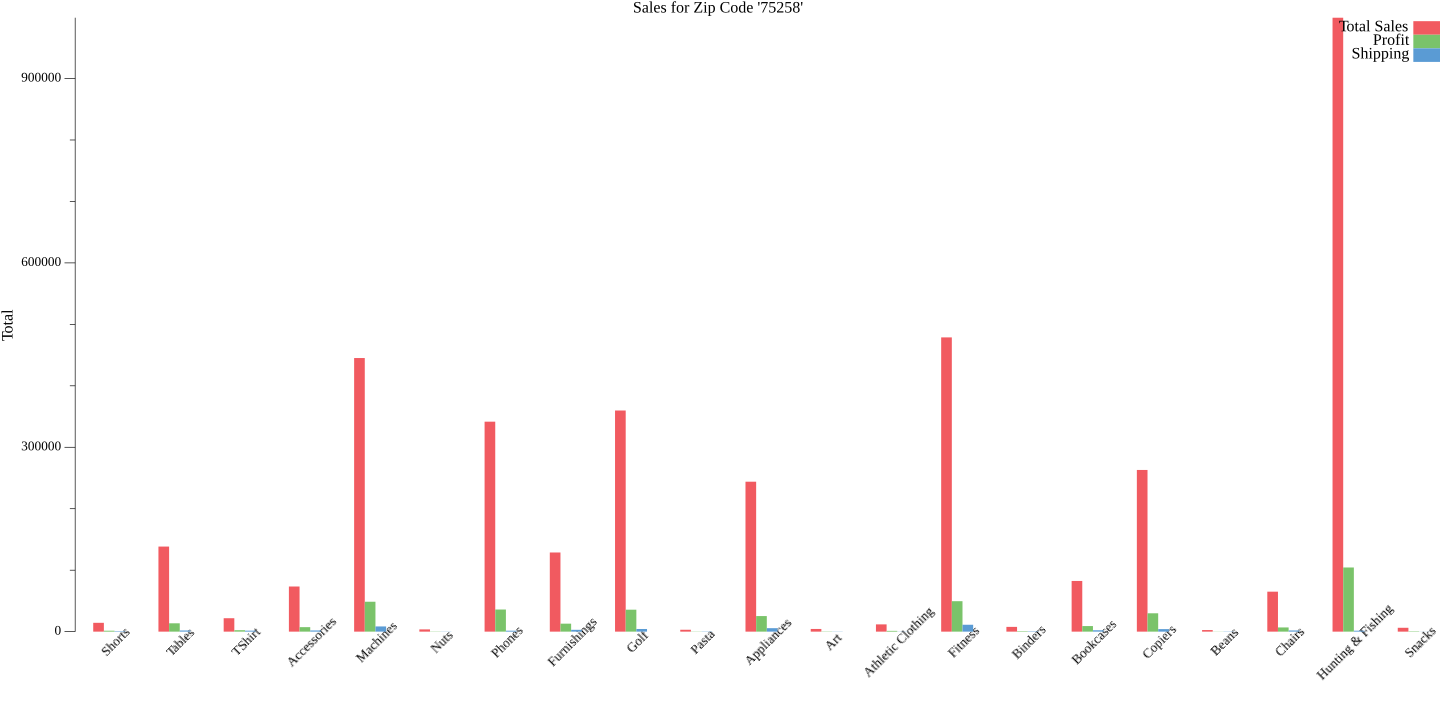 Sales for Zip Code '75258'
Total Sales
Profit
Shipping
900000
600000
300000
0
Total
Shorts
Tables
TShirt
Accessories
Machines
Nuts
Phones
Furnishings
Golf
Pasta
Appliances
Art
Athletic Clothing
Fitness
Binders
Bookcases
Copiers
Beans
Chairs
Hunting & Fishing
Snacks